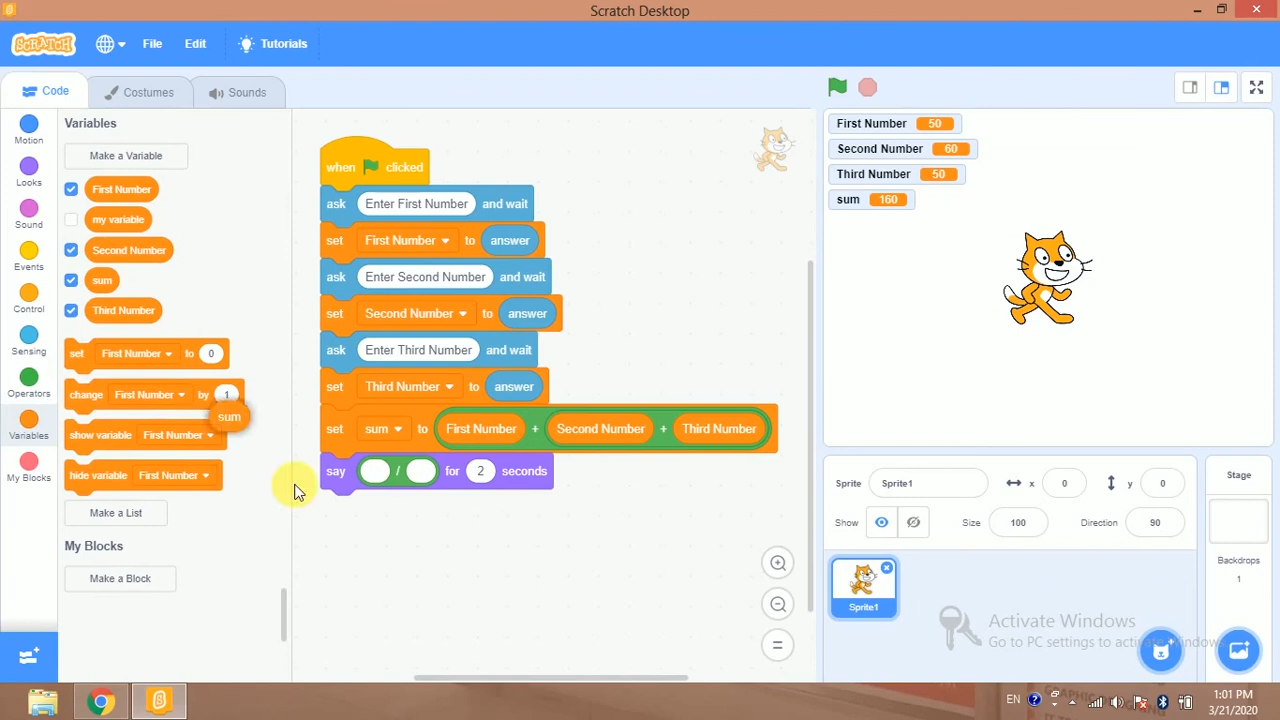 Scratch Desktop
SCRATCH File Edit Tutorials
Code Costumes Sounds
Motion
Looks
Sound
Events
Control
Sensing
Operators
Variables
My Blocks
Variables
Make a Variable
First Number
my variable
Second Number
sum
Third Number
set First Number to 0
change First Number by 1
sum
show variable First Number
hide variable First Number
Make a List
My Blocks
Make a Block
when clicked
ask Enter First Number and wait
set First Number to answer
ask Enter Second Number and wait
set Second Number to answer
ask Enter Third Number and wait
set Third Number to answer
set sum to First Number + Second Number + Third Number
say / for 2 seconds
First Number 50
Second Number 60
Third Number 50
sum 160
Sprite Sprite1 x 0 y 0
Show Size 100 Direction 90
Sprite1
Stage
Backdrops
1
Activate Windows
Go to PC settings to activate Windows.
EN 1:01 PM
3/21/2020